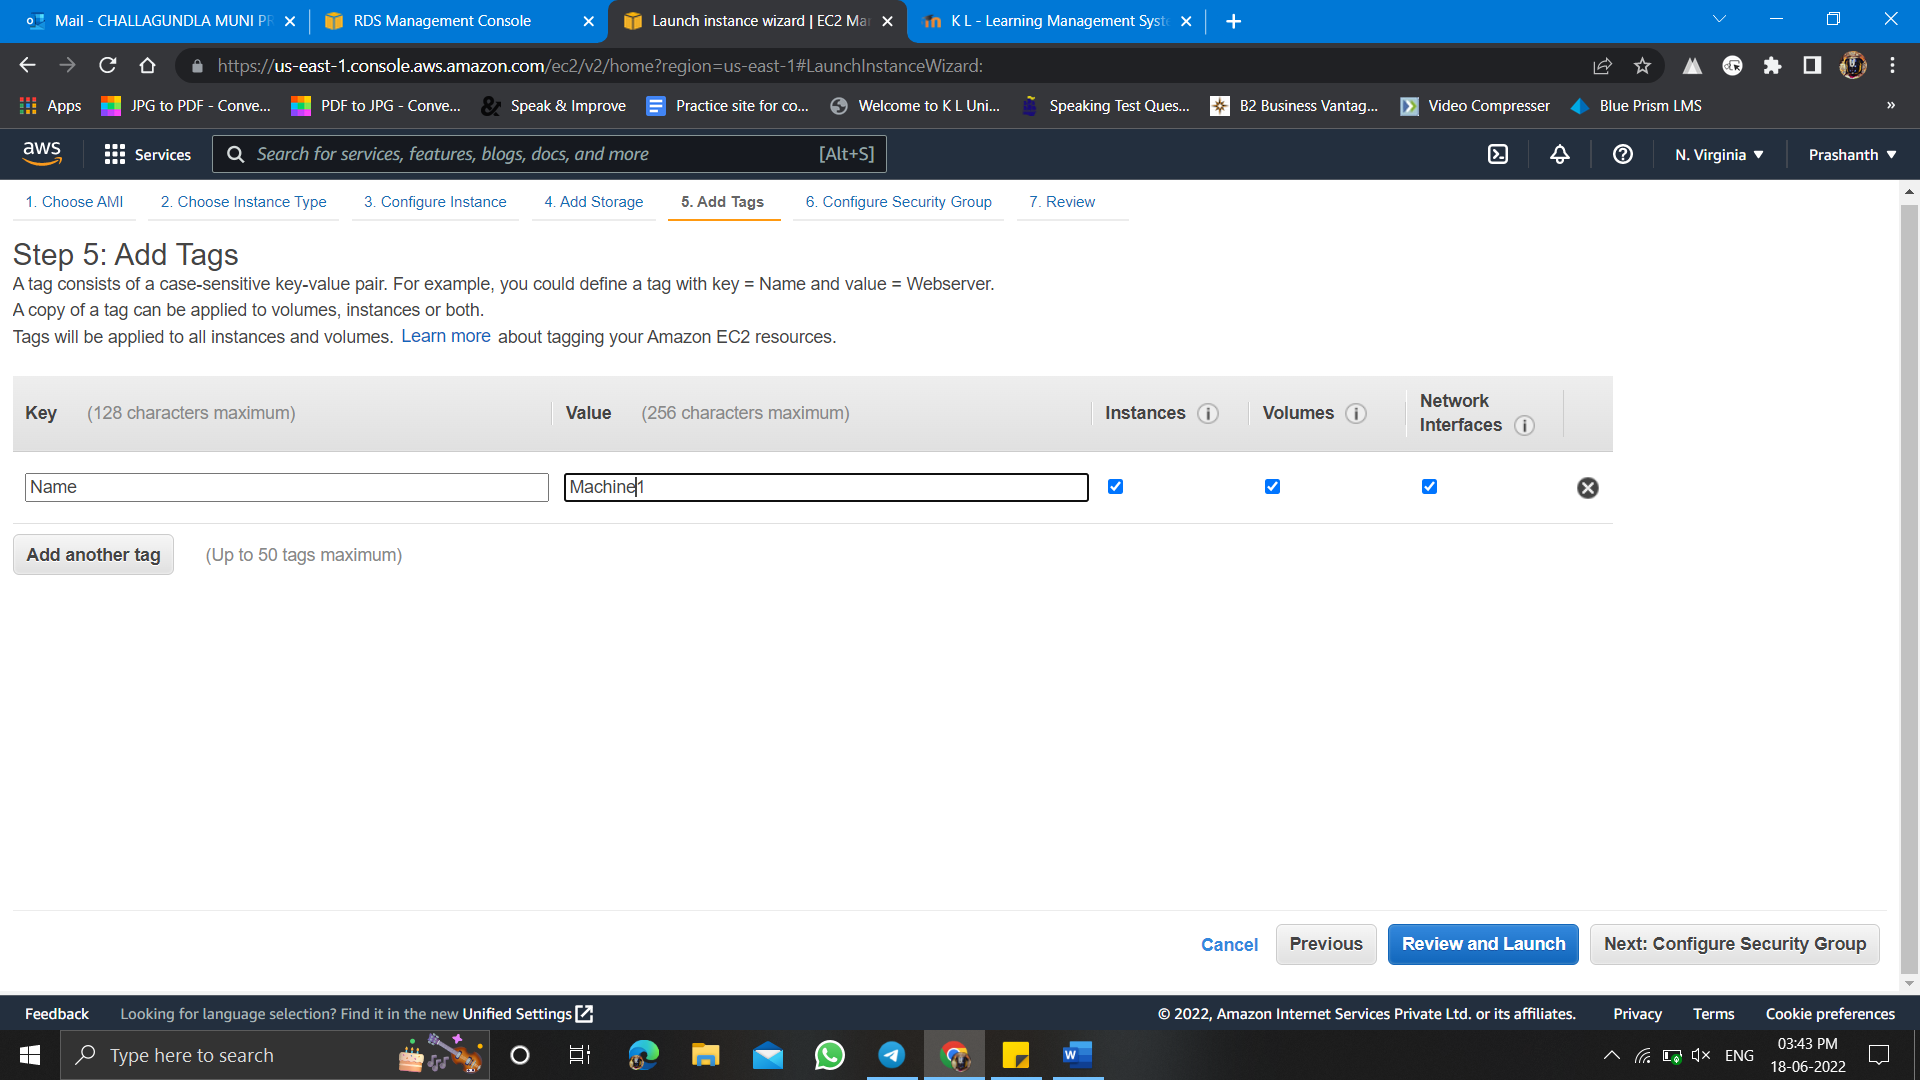 Mail - CHALLAGUNDLA MUNI PR
RDS Management Console
Launch instance wizard | EC2 Mar
K L - Learning Management Syste
https://us-east-1.console.aws.amazon.com/ec2/v2/home?region=us-east-1#LaunchInstanceWizard:
Apps
JPG to PDF - Conve...
PDF to JPG - Conve...
Speak & Improve
Practice site for co...
Welcome to K L Uni...
Speaking Test Ques...
B2 Business Vantag...
Video Compresser
Blue Prism LMS
»
aws
Services
Search for services, features, blogs, docs, and more
[Alt+S]
N. Virginia
Prashanth
1. Choose AMI
2. Choose Instance Type
3. Configure Instance
4. Add Storage
5. Add Tags
6. Configure Security Group
7. Review
Step 5: Add Tags
A tag consists of a case-sensitive key-value pair. For example, you could define a tag with key = Name and value = Webserver.
A copy of a tag can be applied to volumes, instances or both.
Tags will be applied to all instances and volumes. Learn more about tagging your Amazon EC2 resources.
Key (128 characters maximum)
Value (256 characters maximum)
Instances
Volumes
Network
Interfaces
Name
Machine1
Add another tag
(Up to 50 tags maximum)
Cancel
Previous
Review and Launch
Next: Configure Security Group
Feedback
Looking for language selection? Find it in the new Unified Settings
© 2022, Amazon Internet Services Private Ltd. or its affiliates.
Privacy
Terms
Cookie preferences
Type here to search
ENG
03:43 PM
18-06-2022